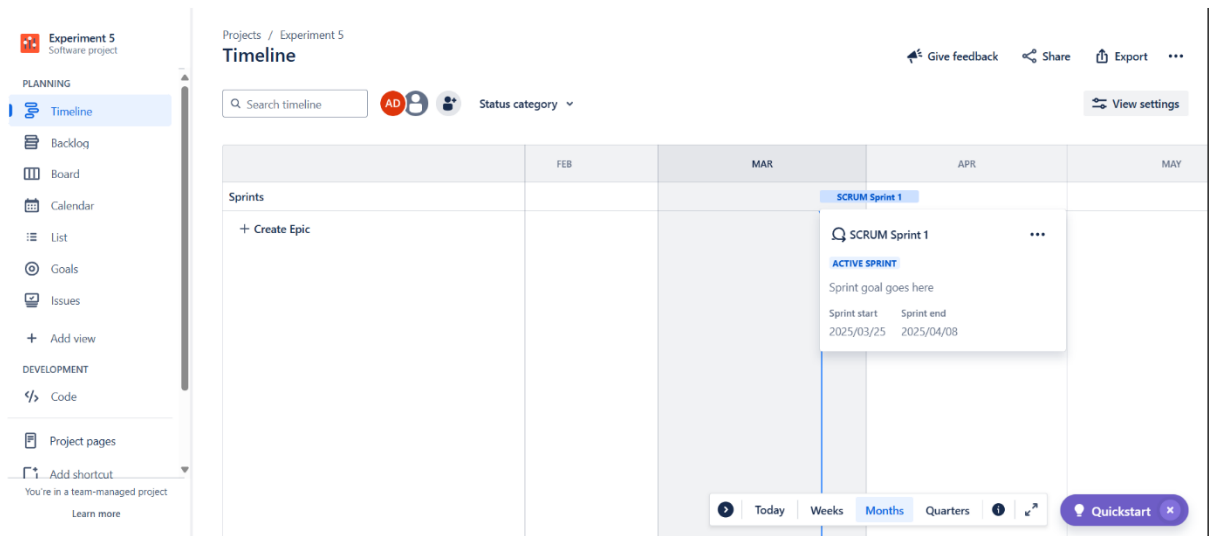 Experiment 5
Software project
PLANNING
Timeline
Backlog
Board
Calendar
List
Goals
Issues
Add view
DEVELOPMENT
Code
Project pages
Add shortcut
You're in a team-managed project
Learn more
Projects / Experiment 5
Timeline
Give feedback
Share
Export
Search timeline
AD
Status category
View settings
FEB
MAR
APR
MAY
Sprints
SCRUM Sprint 1
+ Create Epic
SCRUM Sprint 1
ACTIVE SPRINT
Sprint goal goes here
Sprint start Sprint end
2025/03/25 2025/04/08
Today
Weeks
Months
Quarters
Quickstart